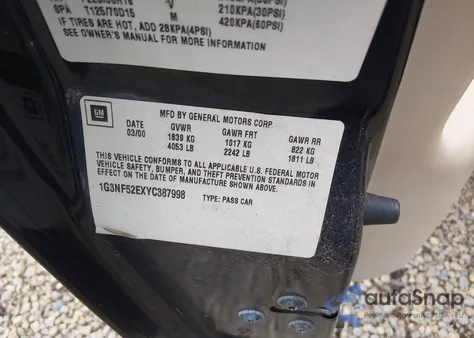 SPA T125/70D15 M 420KPA(60PSI)
IF TIRES ARE HOT, ADD 28KPA(4PSI)
SEE OWNER'S MANUAL FOR MORE INFORMATION
GM
MFD BY GENERAL MOTORS CORP
DATE GVWR GAWR FRT GAWR RR
03/00 1839 KG 1017 KG 822 KG
4053 LB 2242 LB 1811 LB
THIS VEHICLE CONFORMS TO ALL APPLICABLE U.S. FEDERAL MOTOR
VEHICLE SAFETY, BUMPER, AND THEFT PREVENTION STANDARDS IN
EFFECT ON THE DATE OF MANUFACTURE SHOWN ABOVE.
1G3NF52EXYC387998 TYPE: PASS CAR
autoSnap